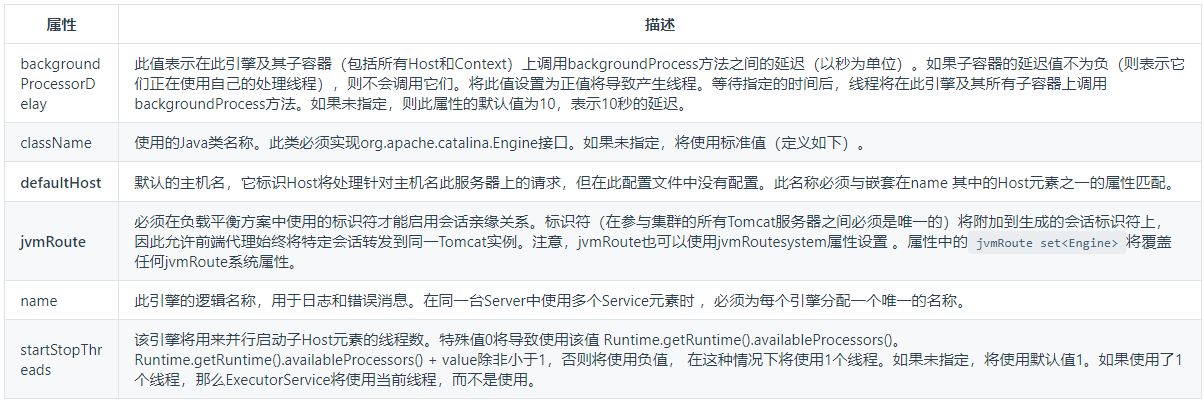 属性 描述
background
ProcessorD
elay
此值表示在此引擎及其子容器（包括所有Host和Context）上调用backgroundProcess方法之间的延迟（以秒为单位）。如果子容器的延迟值不为负（则表示它
们正在使用自己的处理线程），则不会调用它们。将此值设置为正值将导致产生线程。等待指定的时间后，线程将在此引擎及其所有子容器上调用
backgroundProcess方法。如果未指定，则此属性的默认值为10，表示10秒的延迟。
className 使用的Java类名称。此类必须实现org.apache.catalina.Engine接口。如果未指定，将使用标准值（定义如下）。
defaultHost 默认的主机名，它标识Host将处理针对主机名此服务器上的请求，但在此配置文件中没有配置。此名称必须与嵌套在name 其中的Host元素之一的属性匹配。
jvmRoute
必须在负载平衡方案中使用的标识符才能启用会话亲缘关系。标识符（在参与集群的所有Tomcat服务器之间必须是唯一的）将附加到生成的会话标识符上，
因此允许前端代理始终将特定会话转发到同一Tomcat实例。注意，jvmRoute也可以使用jvmRoutesystem属性设置 。属性中的 jvmRoute set<Engine> 将覆盖
任何jvmRoute系统属性。
name 此引擎的逻辑名称，用于日志和错误消息。在同一台Server中使用多个Service元素时 ，必须为每个引擎分配一个唯一的名称。
startStopThr
eads
该引擎将用来并行启动子Host元素的线程数。特殊值0将导致使用该值 Runtime.getRuntime().availableProcessors()。
Runtime.getRuntime().availableProcessors() + value除非小于1，否则将使用负值， 在这种情况下将使用1个线程。如果未指定，将使用默认值1。如果使用了1
个线程，那么ExecutorService将使用当前线程，而不是使用。